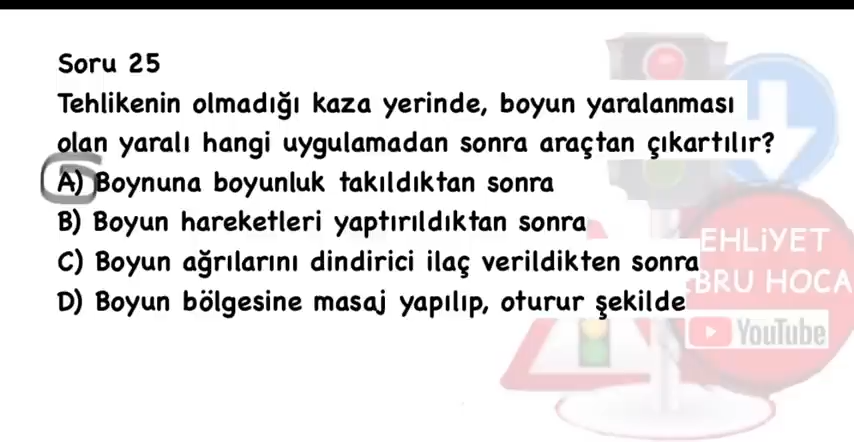 Soru 25
Tehlikenin olmadığı kaza yerinde, boyun yaralanması
olan yaralı hangi uygulamadan sonra araçtan çıkartılır?
A) Boynuna boyunluk takıldıktan sonra
B) Boyun hareketleri yaptırıldıktan sonra
C) Boyun ağrılarını dindirici ilaç verildikten sonra
D) Boyun bölgesine masaj yapılıp, oturur şekilde
EHLİYET
EBRU HOCA
YouTube